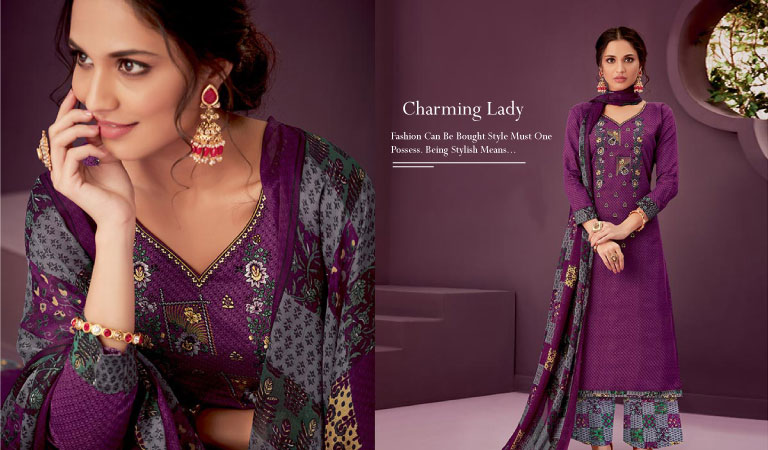 Charming Lady
Fashion Can Be Bought Style Must One
Possess. Being Stylish Means...